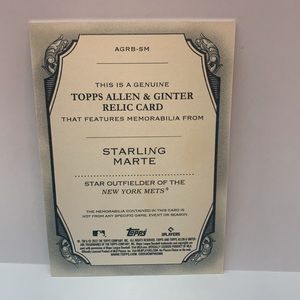 AGRB-SM
THIS IS A GENUINE
TOPPS ALLEN & GINTER
RELIC CARD
THAT FEATURES MEMORABILIA FROM
STARLING
MARTE
STAR OUTFIELDER OF THE
NEW YORK METS®
THE MEMORABILIA CONTAINED IN THIS CARD IS
NOT FROM ANY SPECIFIC GAME, EVENT OR SEASON.
Topps
PLAYERS